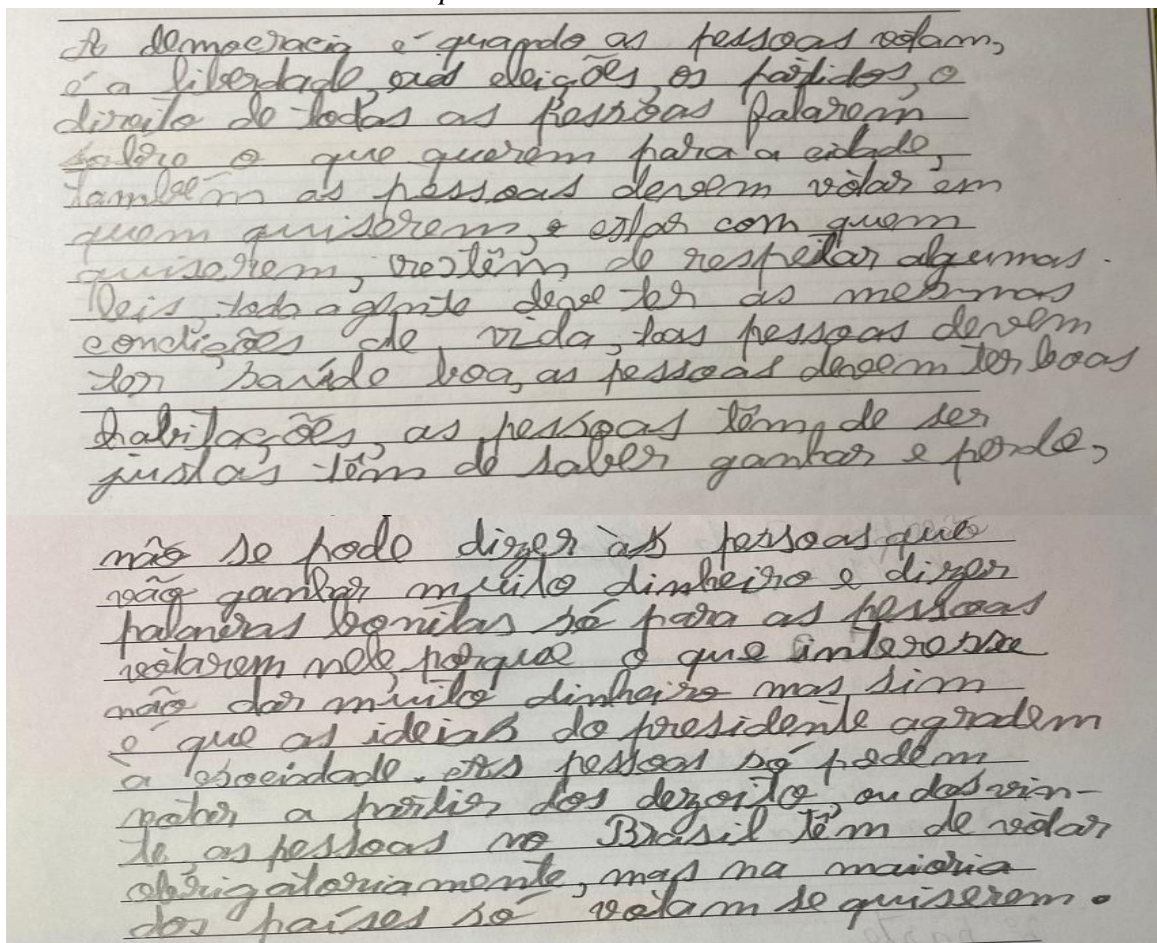 A democracia é quando as pessoas votam,
é a liberdade, as eleições, os partidos, o
direito de todas as pessoas falarem
sobre o que querem para a cidade,
também as pessoas devem votar em
quem quiserem, e estar com quem
quiserem, têm de respeitar algumas
leis, toda a gente deve ter as mesmas
condições de vida, as pessoas devem
ter saúde boa, as pessoas devem ter boas
habitações, as pessoas têm de ser
justas têm de saber ganhar e perde,
não se pode dizer às pessoas que
vão ganhar muito dinheiro e dizer
palavras bonitas só para as pessoas
votarem nele, porque o que interessa
não dar muito dinheiro mas sim
é que as ideias do presidente agradem
a sociedade. as pessoas só podem
votar a partir dos dezoito, ou dos vin-
te, as pessoas no Brasil têm de votar
obrigatoriamente, mas na maioria
dos países só votam se quiserem.